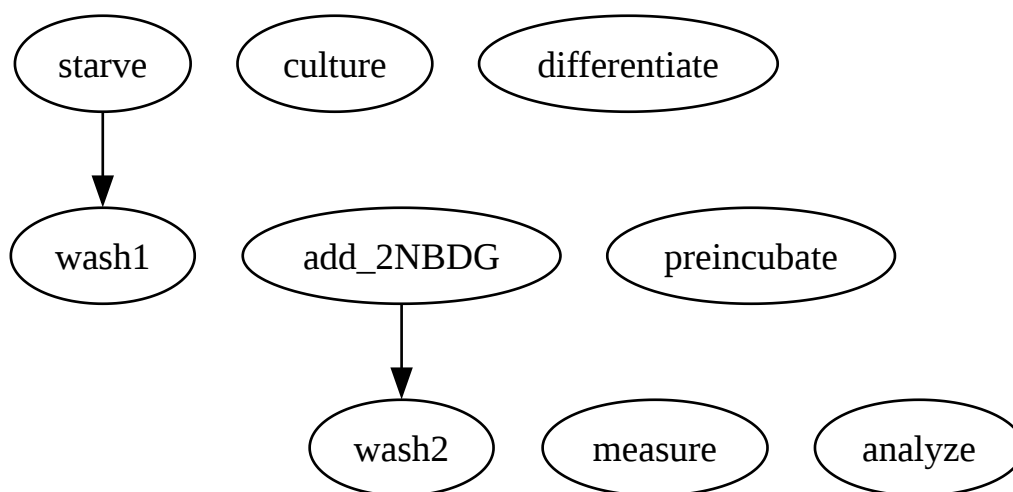 starve culture differentiate
wash1 add_2NBDG preincubate
wash2 measure analyze